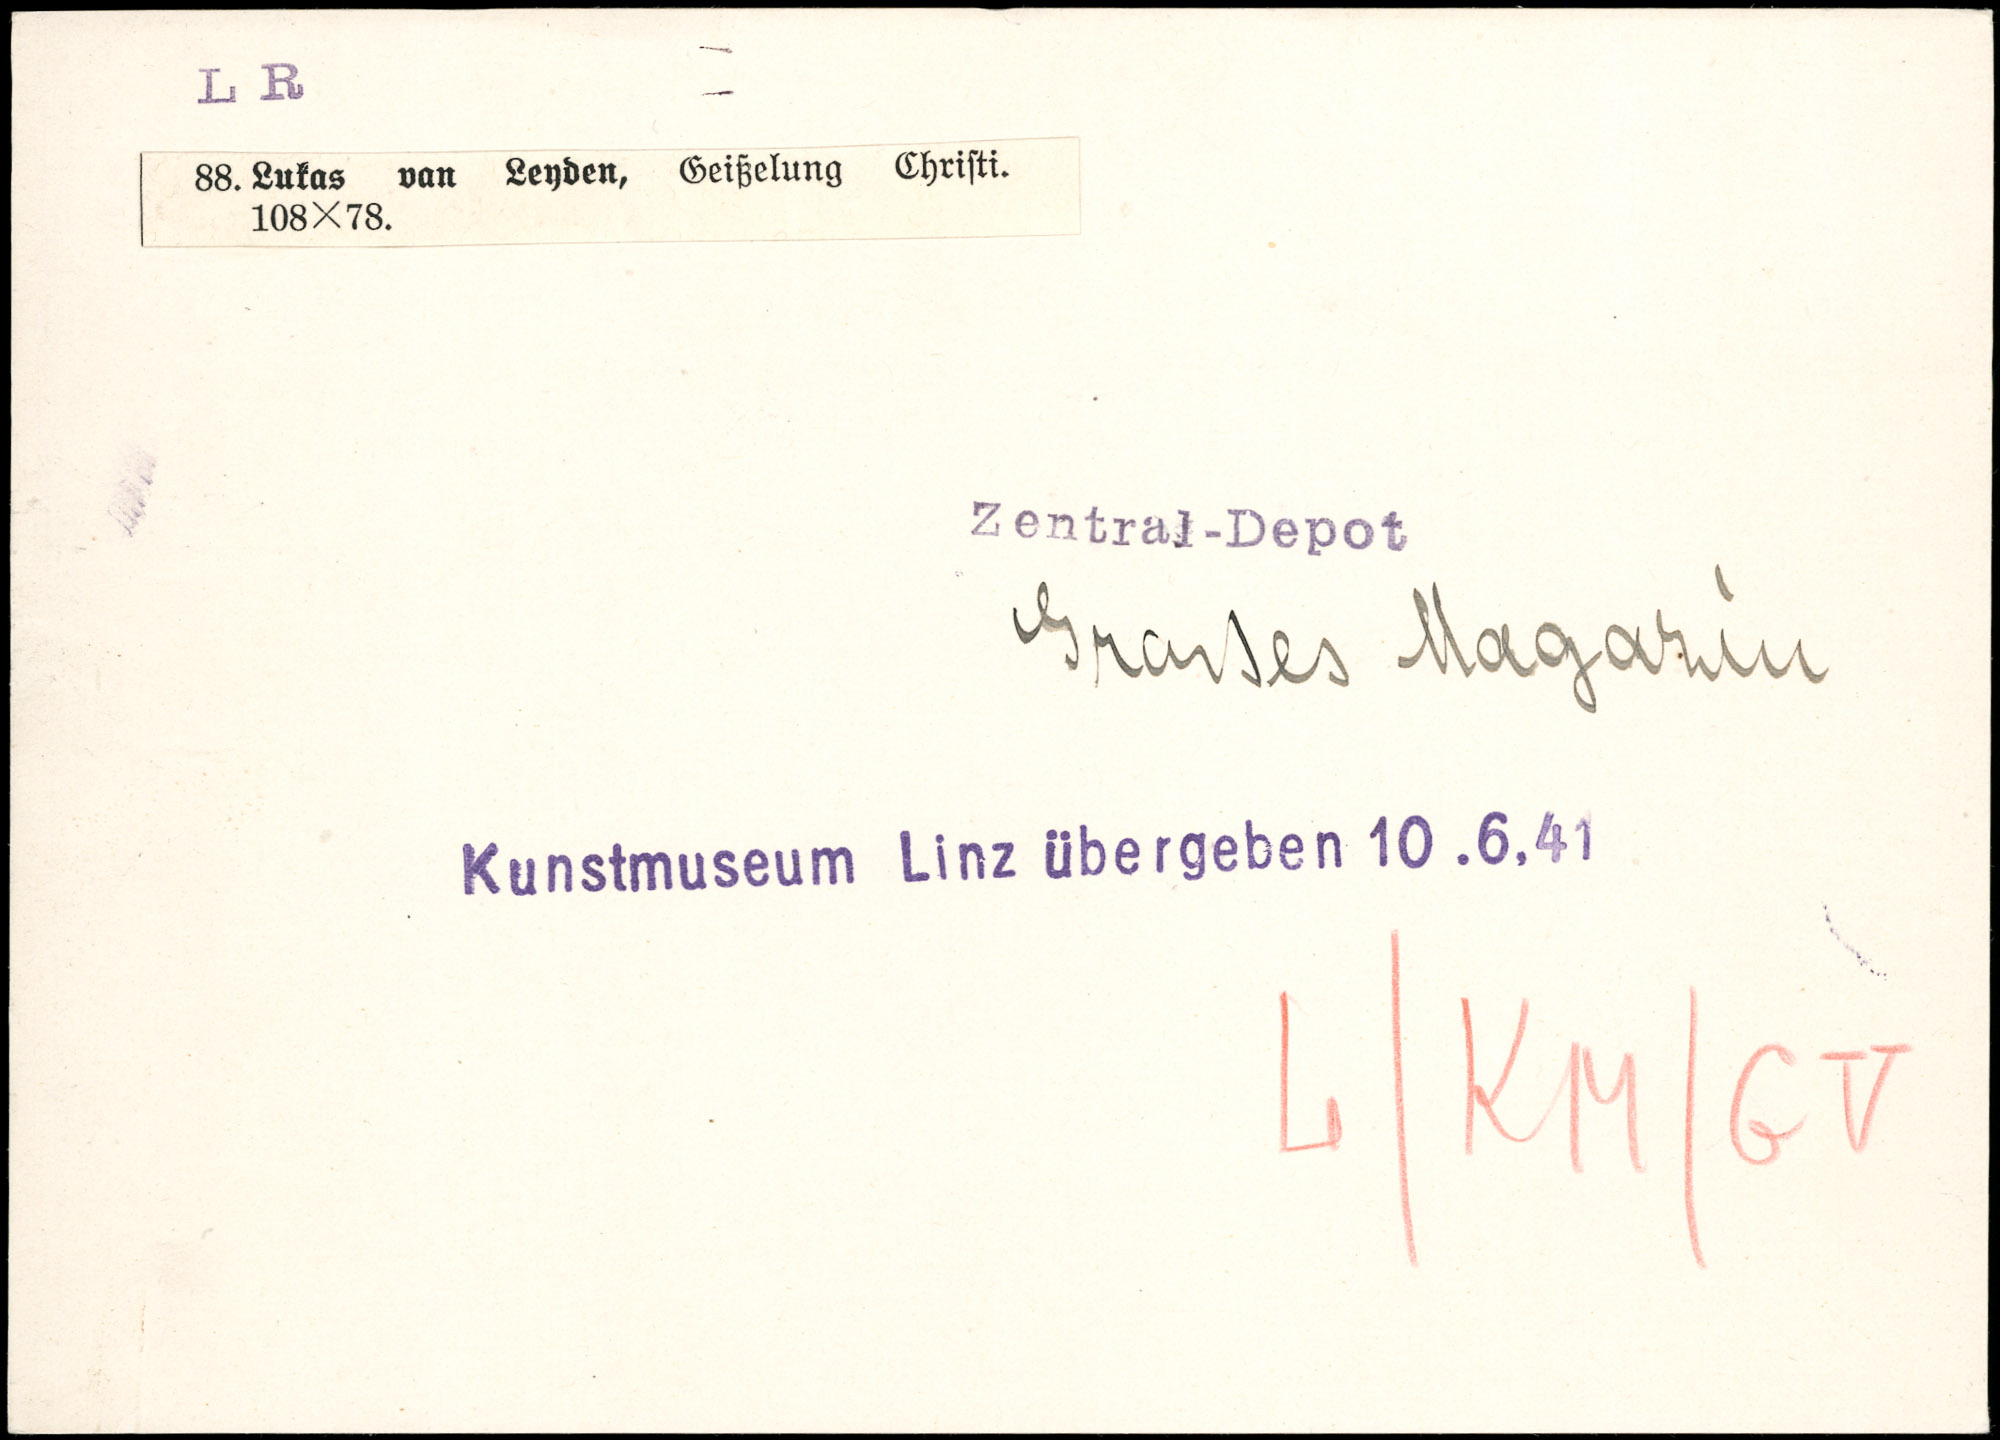 L R
88. Lukas van Leyden, Geißelung Christi.
108×78.
Zentral-Depot
Grosses Magazin
Kunstmuseum Linz übergeben 10.6.41
L/KM/GV